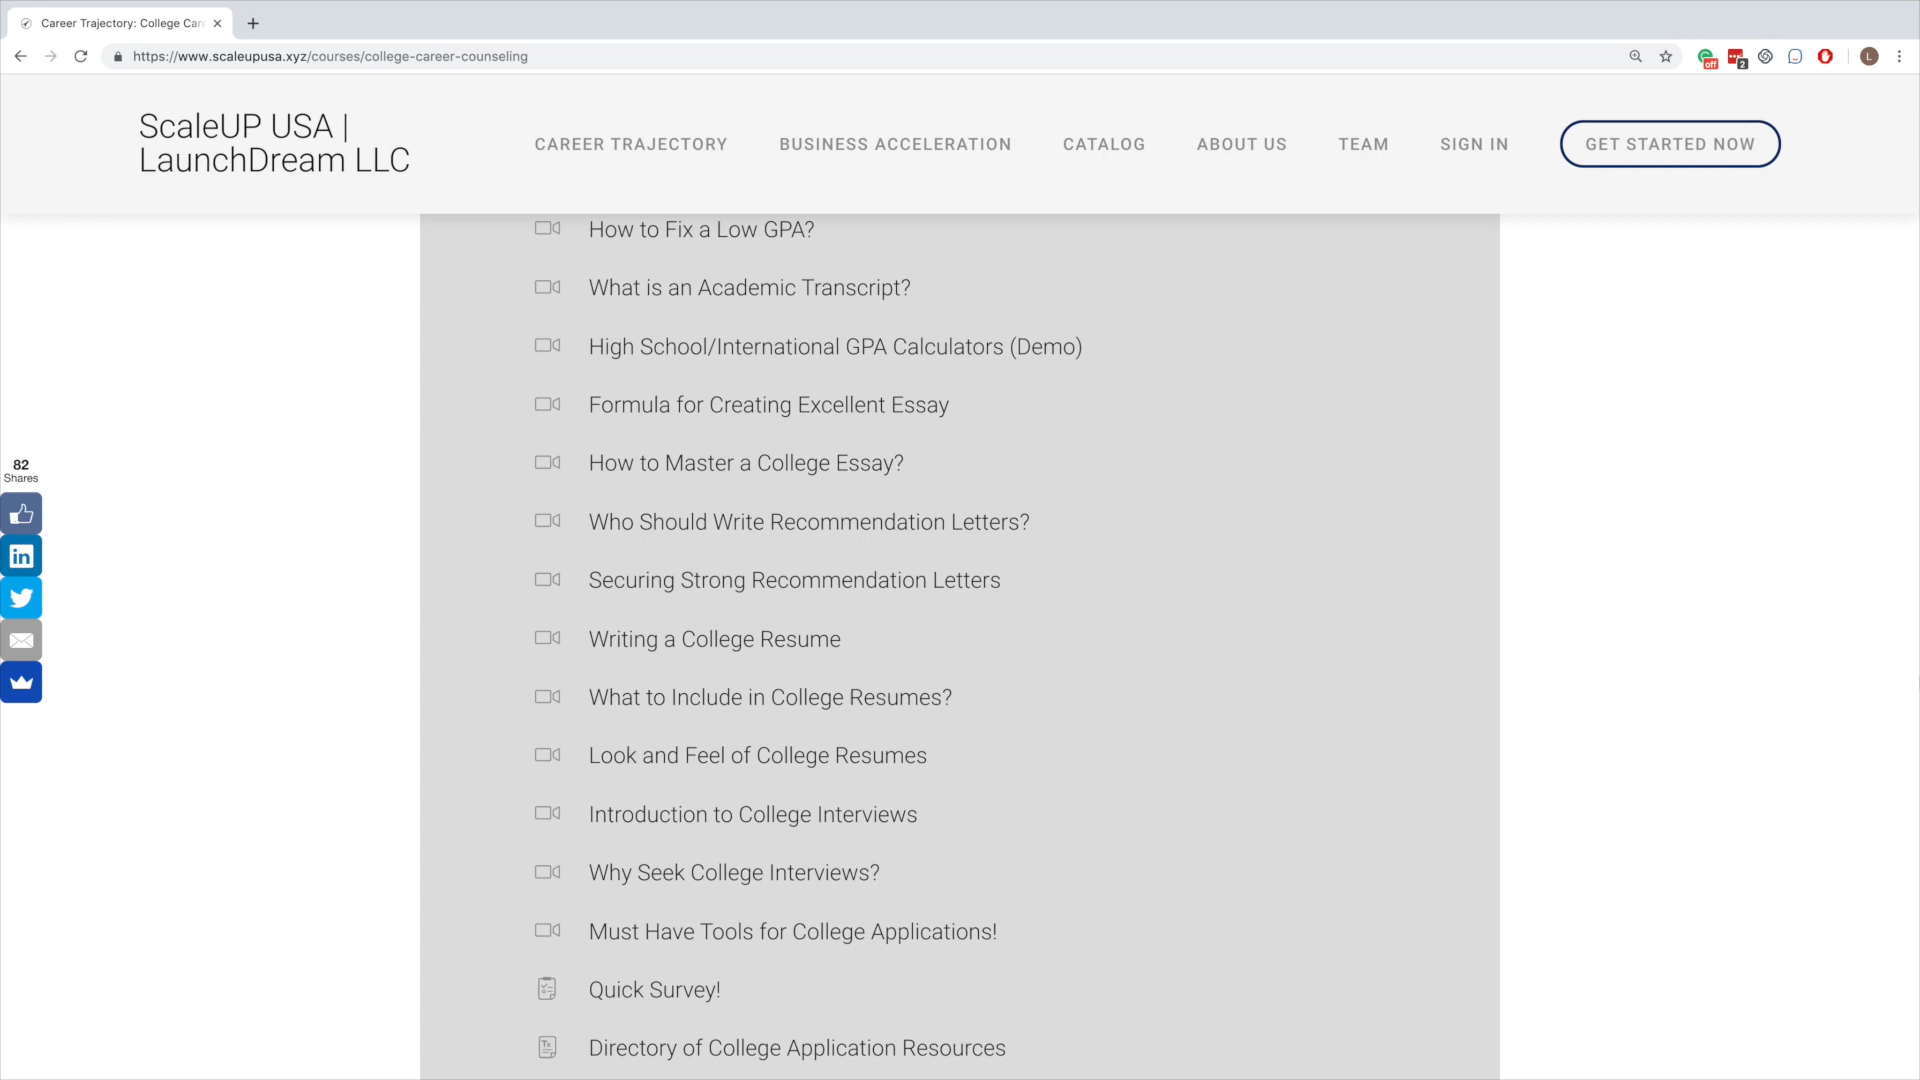 Career Trajectory: College Car
https://www.scaleupusa.xyz/courses/college-career-counseling
off
2
L
ScaleUP USA |
LaunchDream LLC
CAREER TRAJECTORY
BUSINESS ACCELERATION
CATALOG
ABOUT US
TEAM
SIGN IN
GET STARTED NOW
How to Fix a Low GPA?
What is an Academic Transcript?
High School/International GPA Calculators (Demo)
Formula for Creating Excellent Essay
How to Master a College Essay?
Who Should Write Recommendation Letters?
Securing Strong Recommendation Letters
Writing a College Resume
What to Include in College Resumes?
Look and Feel of College Resumes
Introduction to College Interviews
Why Seek College Interviews?
Must Have Tools for College Applications!
Quick Survey!
Directory of College Application Resources
82
Shares
in